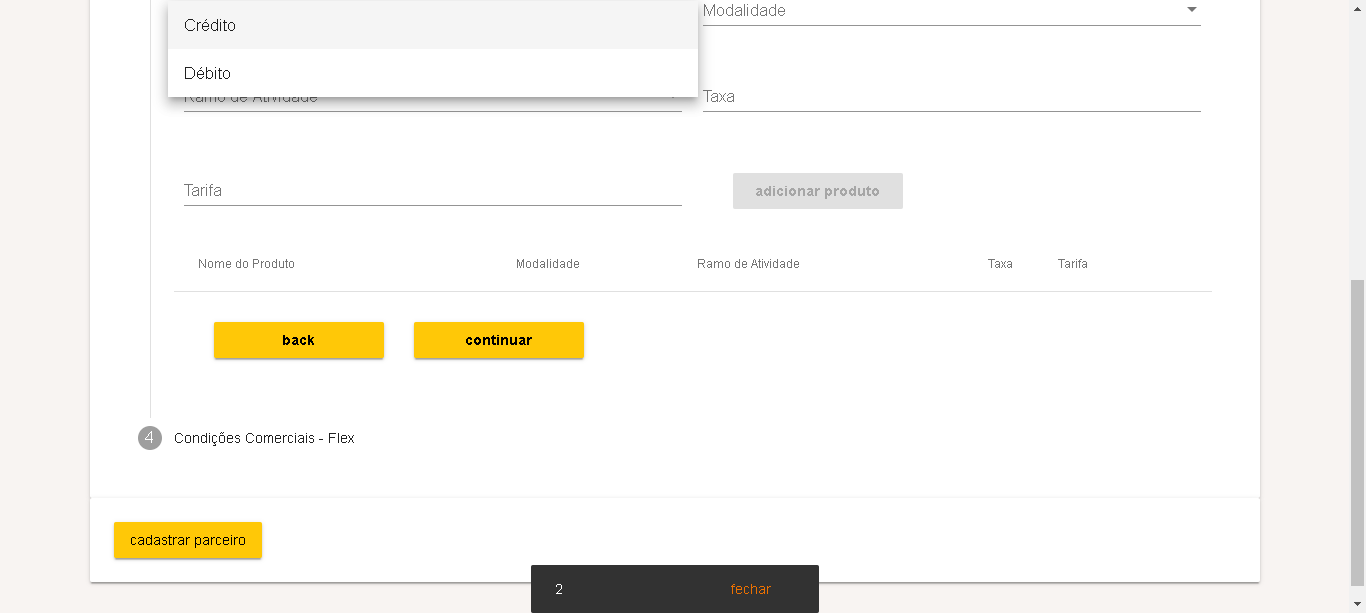 Crédito
Modalidade
Débito
Ramo de Atividade
Taxa
Tarifa
adicionar produto
Nome do Produto Modalidade Ramo de Atividade Taxa Tarifa
back continuar
4 Condições Comerciais - Flex
cadastrar parceiro
2 fechar